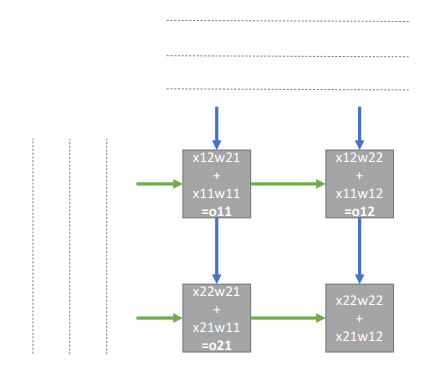 x12w21
+
x11w11
=o11
x12w22
+
x11w12
=o12
x22w21
+
x21w11
=o21
x22w22
+
x21w12